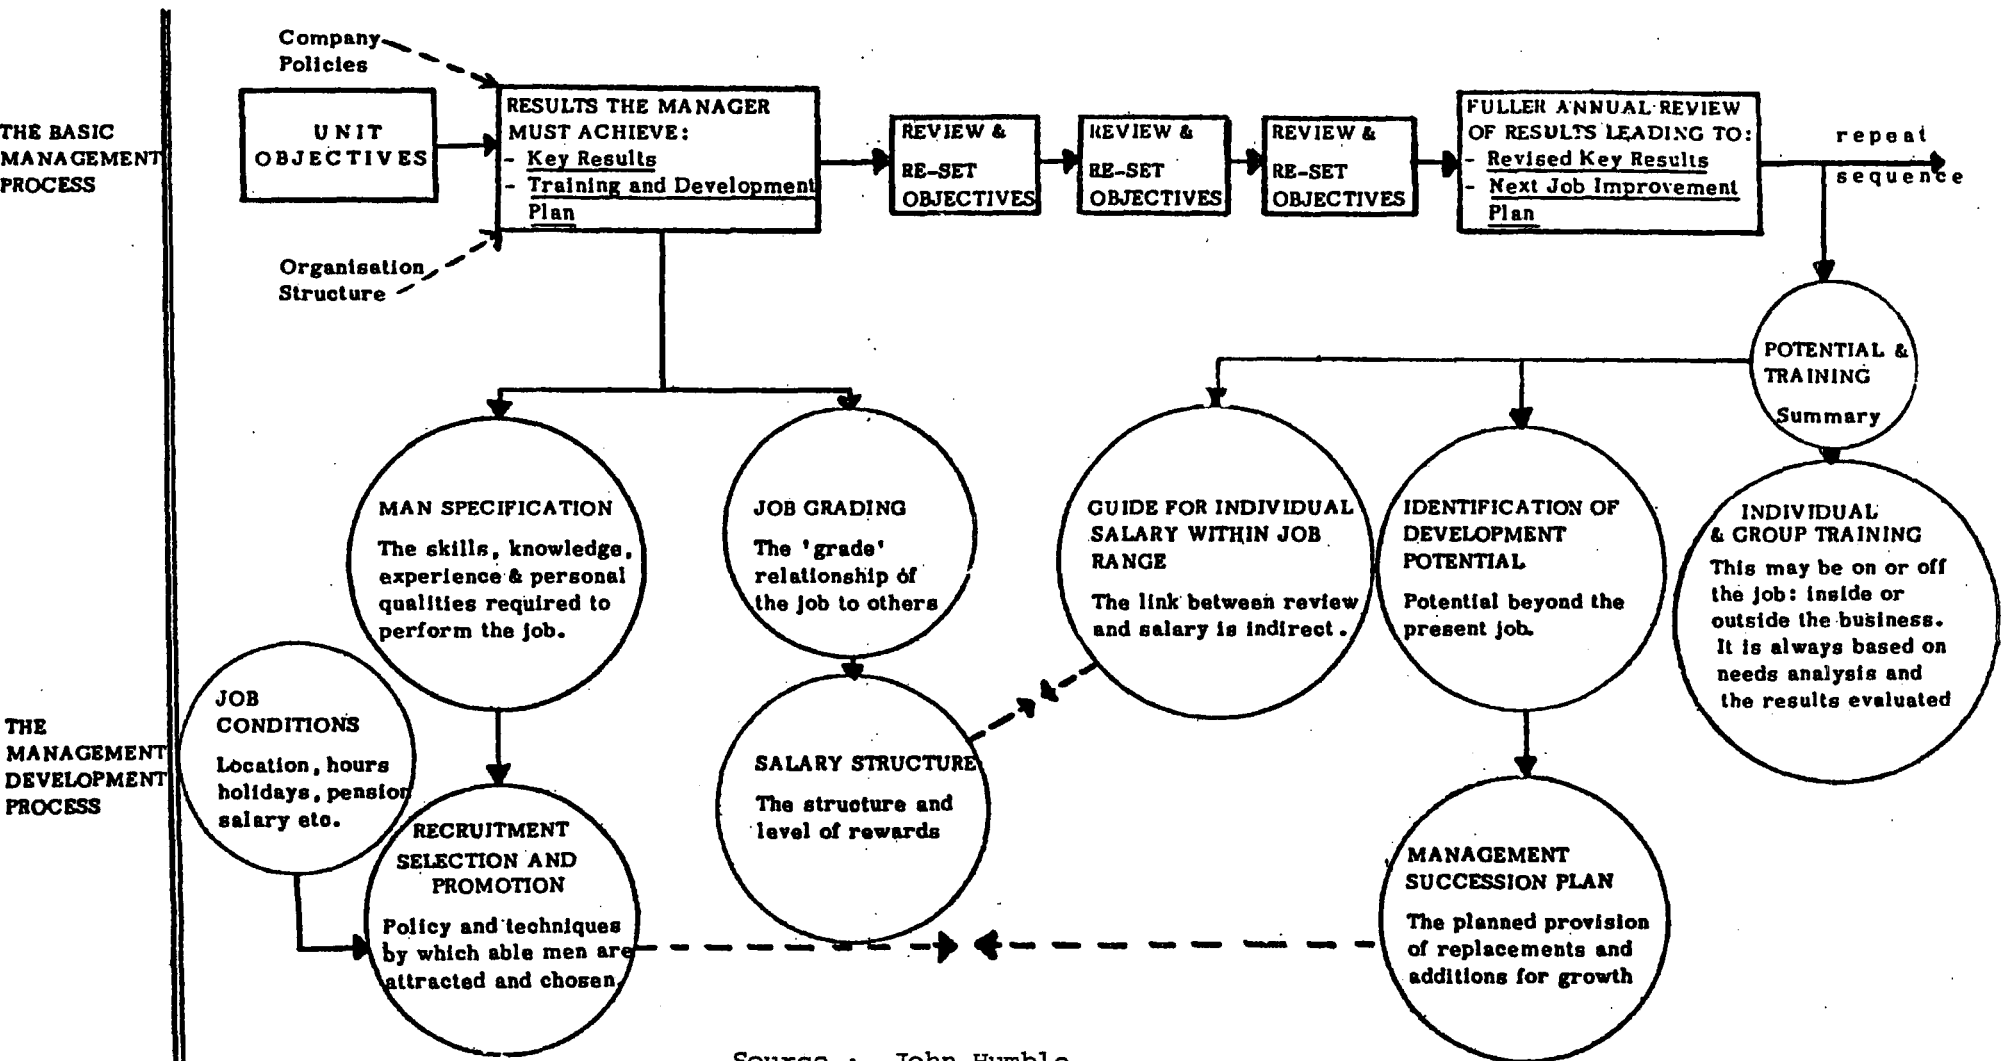 Company
Policies
THE BASIC
MANAGEMENT
PROCESS
UNIT
OBJECTIVES
RESULTS THE MANAGER
MUST ACHIEVE:
- Key Results
- Training and Development
Plan
REVIEW &
RE-SET
OBJECTIVES
REVIEW &
RE-SET
OBJECTIVES
REVIEW &
RE-SET
OBJECTIVES
FULLER ANNUAL REVIEW
OF RESULTS LEADING TO:
- Revised Key Results
- Next Job Improvement
Plan
repeat
sequence
Organisation
Structure
POTENTIAL &
TRAINING
Summary
MAN SPECIFICATION
The skills, knowledge,
experience & personal
qualities required to
perform the job.
JOB GRADING
The 'grade'
relationship of
the job to others
GUIDE FOR INDIVIDUAL
SALARY WITHIN JOB
RANGE
The link between review
and salary is indirect.
IDENTIFICATION OF
DEVELOPMENT
POTENTIAL
Potential beyond the
present job.
INDIVIDUAL
& GROUP TRAINING
This may be on or off
the job: inside or
outside the business.
It is always based on
needs analysis and
the results evaluated
THE
MANAGEMENT
DEVELOPMENT
PROCESS
JOB
CONDITIONS
Location, hours
holidays, pension
salary etc.
RECRUITMENT
SELECTION AND
PROMOTION
Policy and techniques
by which able men are
attracted and chosen.
SALARY STRUCTURE
The structure and
level of rewards
MANAGEMENT
SUCCESSION PLAN
The planned provision
of replacements and
additions for growth
Source : John Humble